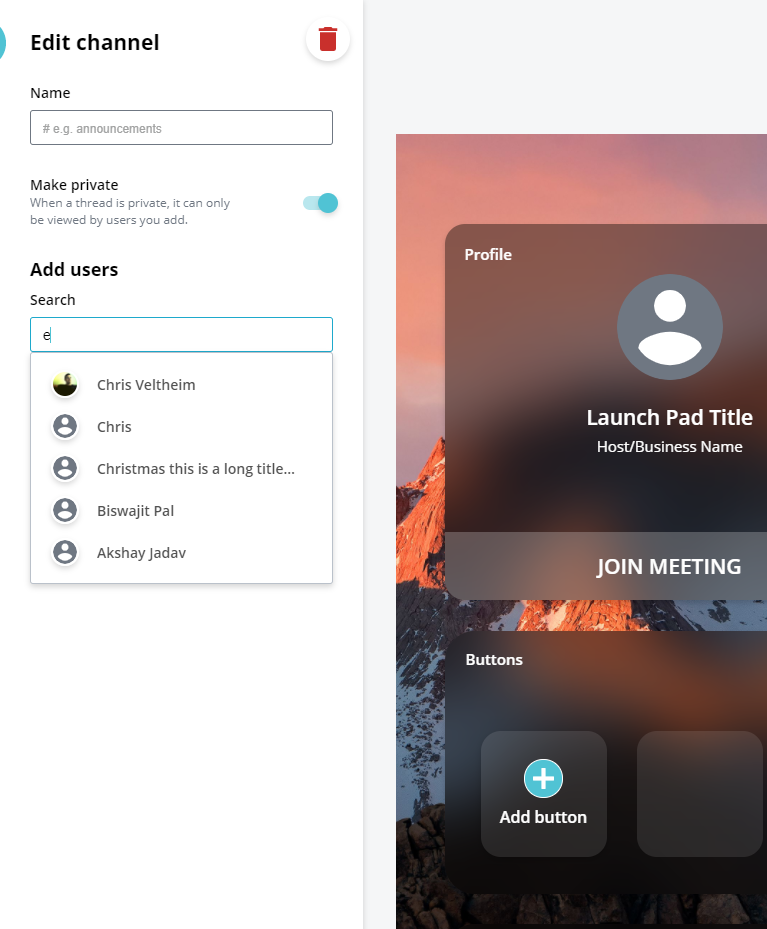 Edit channel
Name
# e.g. announcements
Make private
When a thread is private, it can only
be viewed by users you add.
Add users
Search
e
Chris Veltheim
Chris
Christmas this is a long title...
Biswajit Pal
Akshay Jadav
Profile
Launch Pad Title
Host/Business Name
JOIN MEETING
Buttons
Add button